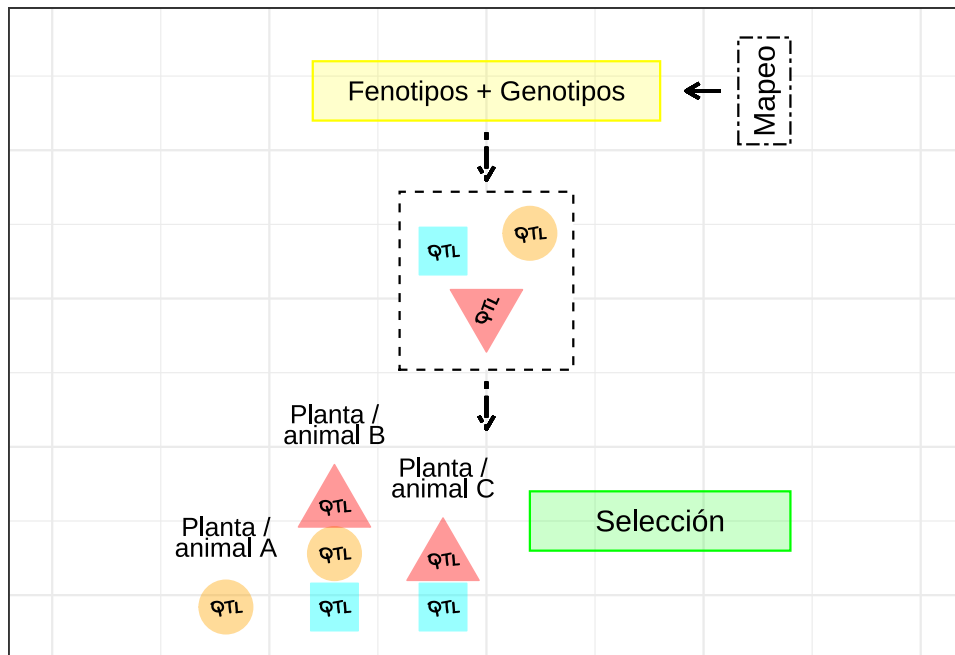 Fenotipos + Genotipos
Mapeo
QTL
QTL
QTL
Planta /
animal B
Planta /
animal C
Planta /
animal A
QTL
Selección
QTL
QTL
QTL
QTL
QTL